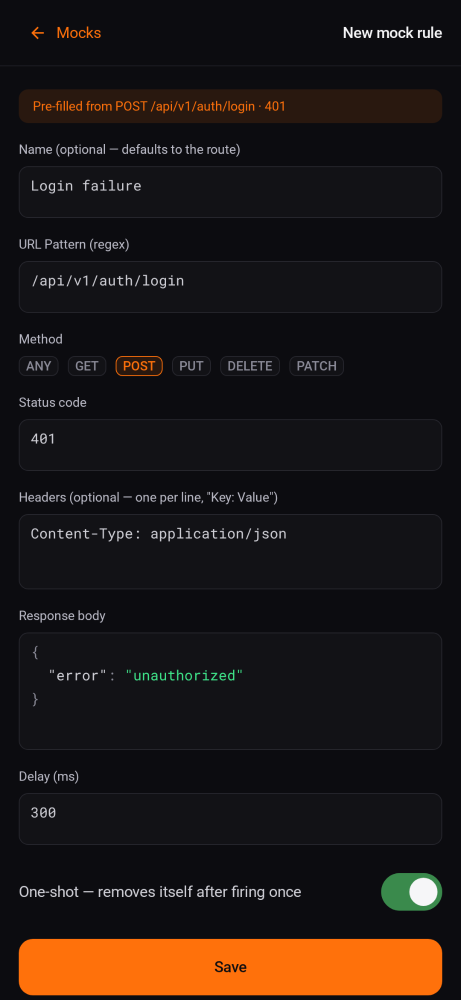 Mocks
New mock rule
Pre-filled from POST /api/v1/auth/login · 401
Name (optional — defaults to the route)
Login failure
URL Pattern (regex)
/api/v1/auth/login
Method
ANY GET POST PUT DELETE PATCH
Status code
401
Headers (optional — one per line, "Key: Value")
Content-Type: application/json
Response body
{
  "error": "unauthorized"
}
Delay (ms)
300
One-shot — removes itself after firing once
Save